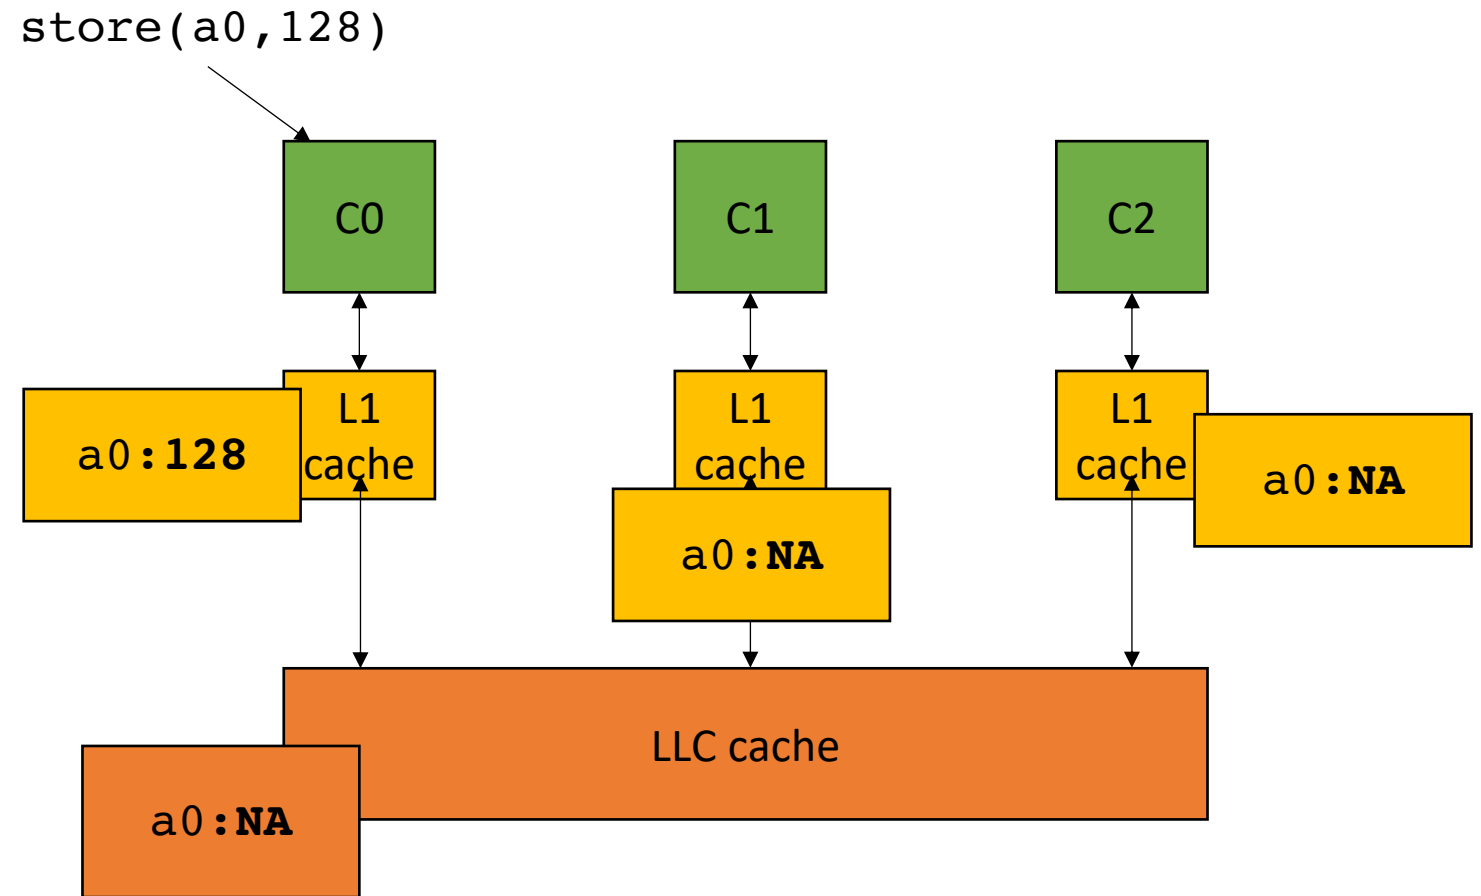 store(a0,128)
C0
C1
C2
L1
cache
L1
cache
L1
cache
a0:128
a0:NA
a0:NA
LLC cache
a0:NA